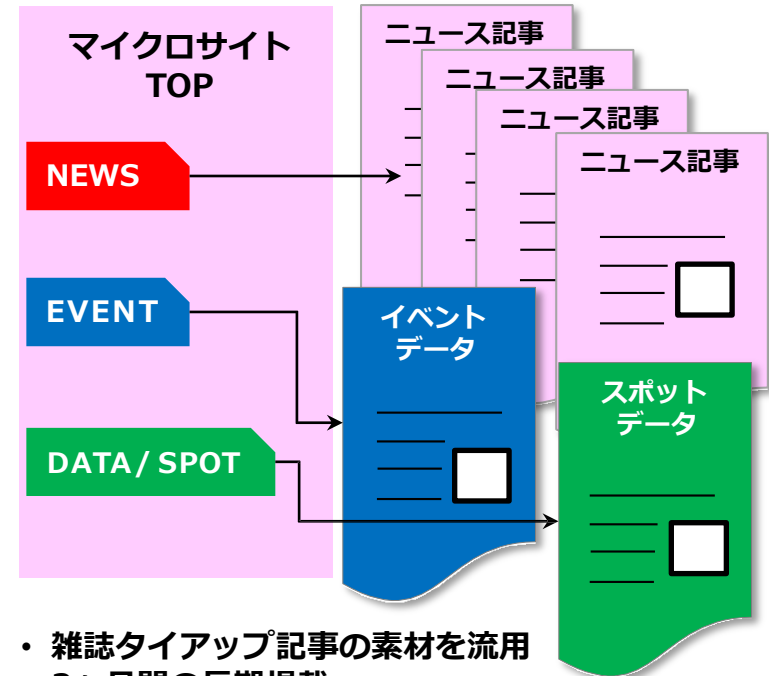 マイクロサイト
TOP
NEWS
EVENT
DATA/ SPOT
ニュース記事
ニュース記事
ニュース記事
ニュース記事
イベント
データ
スポット
データ
・ 雑誌タイアップ記事の素材を流用